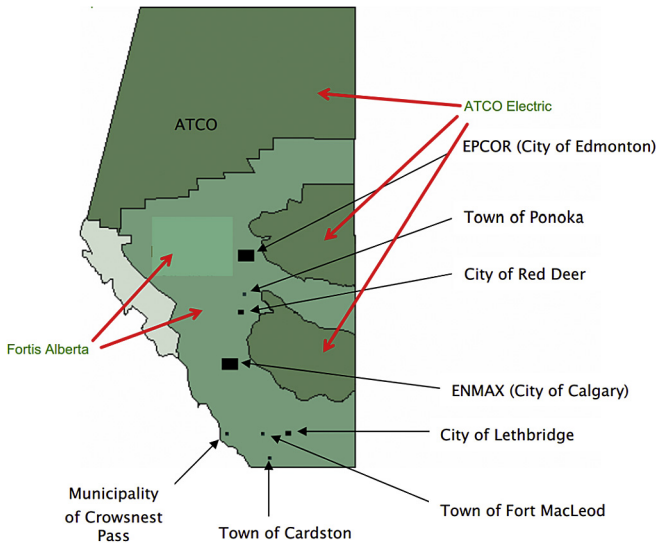 ATCO Electric
ATCO
EPCOR (City of Edmonton)
Town of Ponoka
City of Red Deer
Fortis Alberta
ENMAX (City of Calgary)
City of Lethbridge
Municipality
of Crowsnest
Pass
Town of Fort MacLeod
Town of Cardston